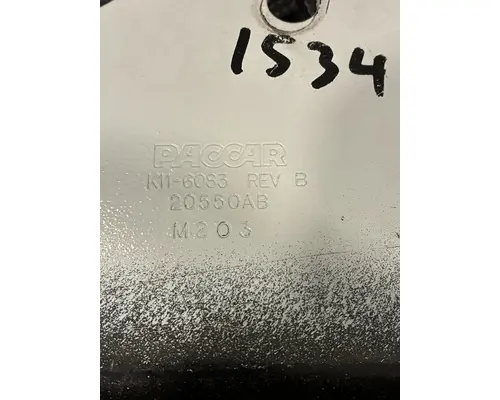 1534
PACCAR
K11-6063 REV B
20550AB
M203